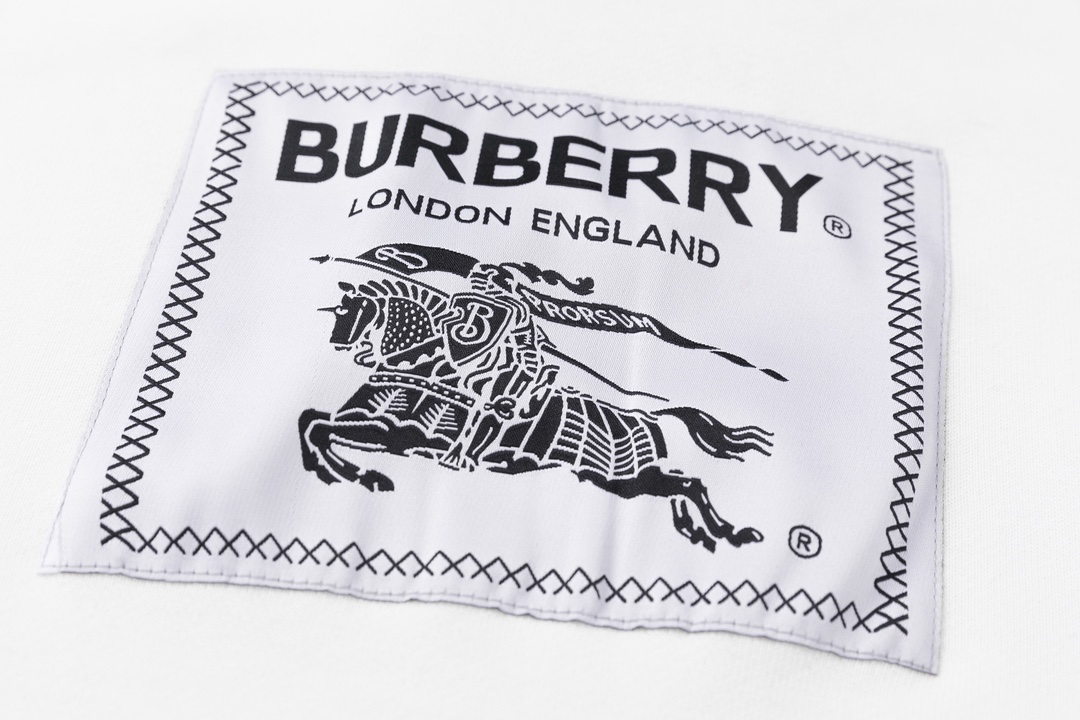 BURBERRY®
LONDON ENGLAND
B
PRORSUM
B
®